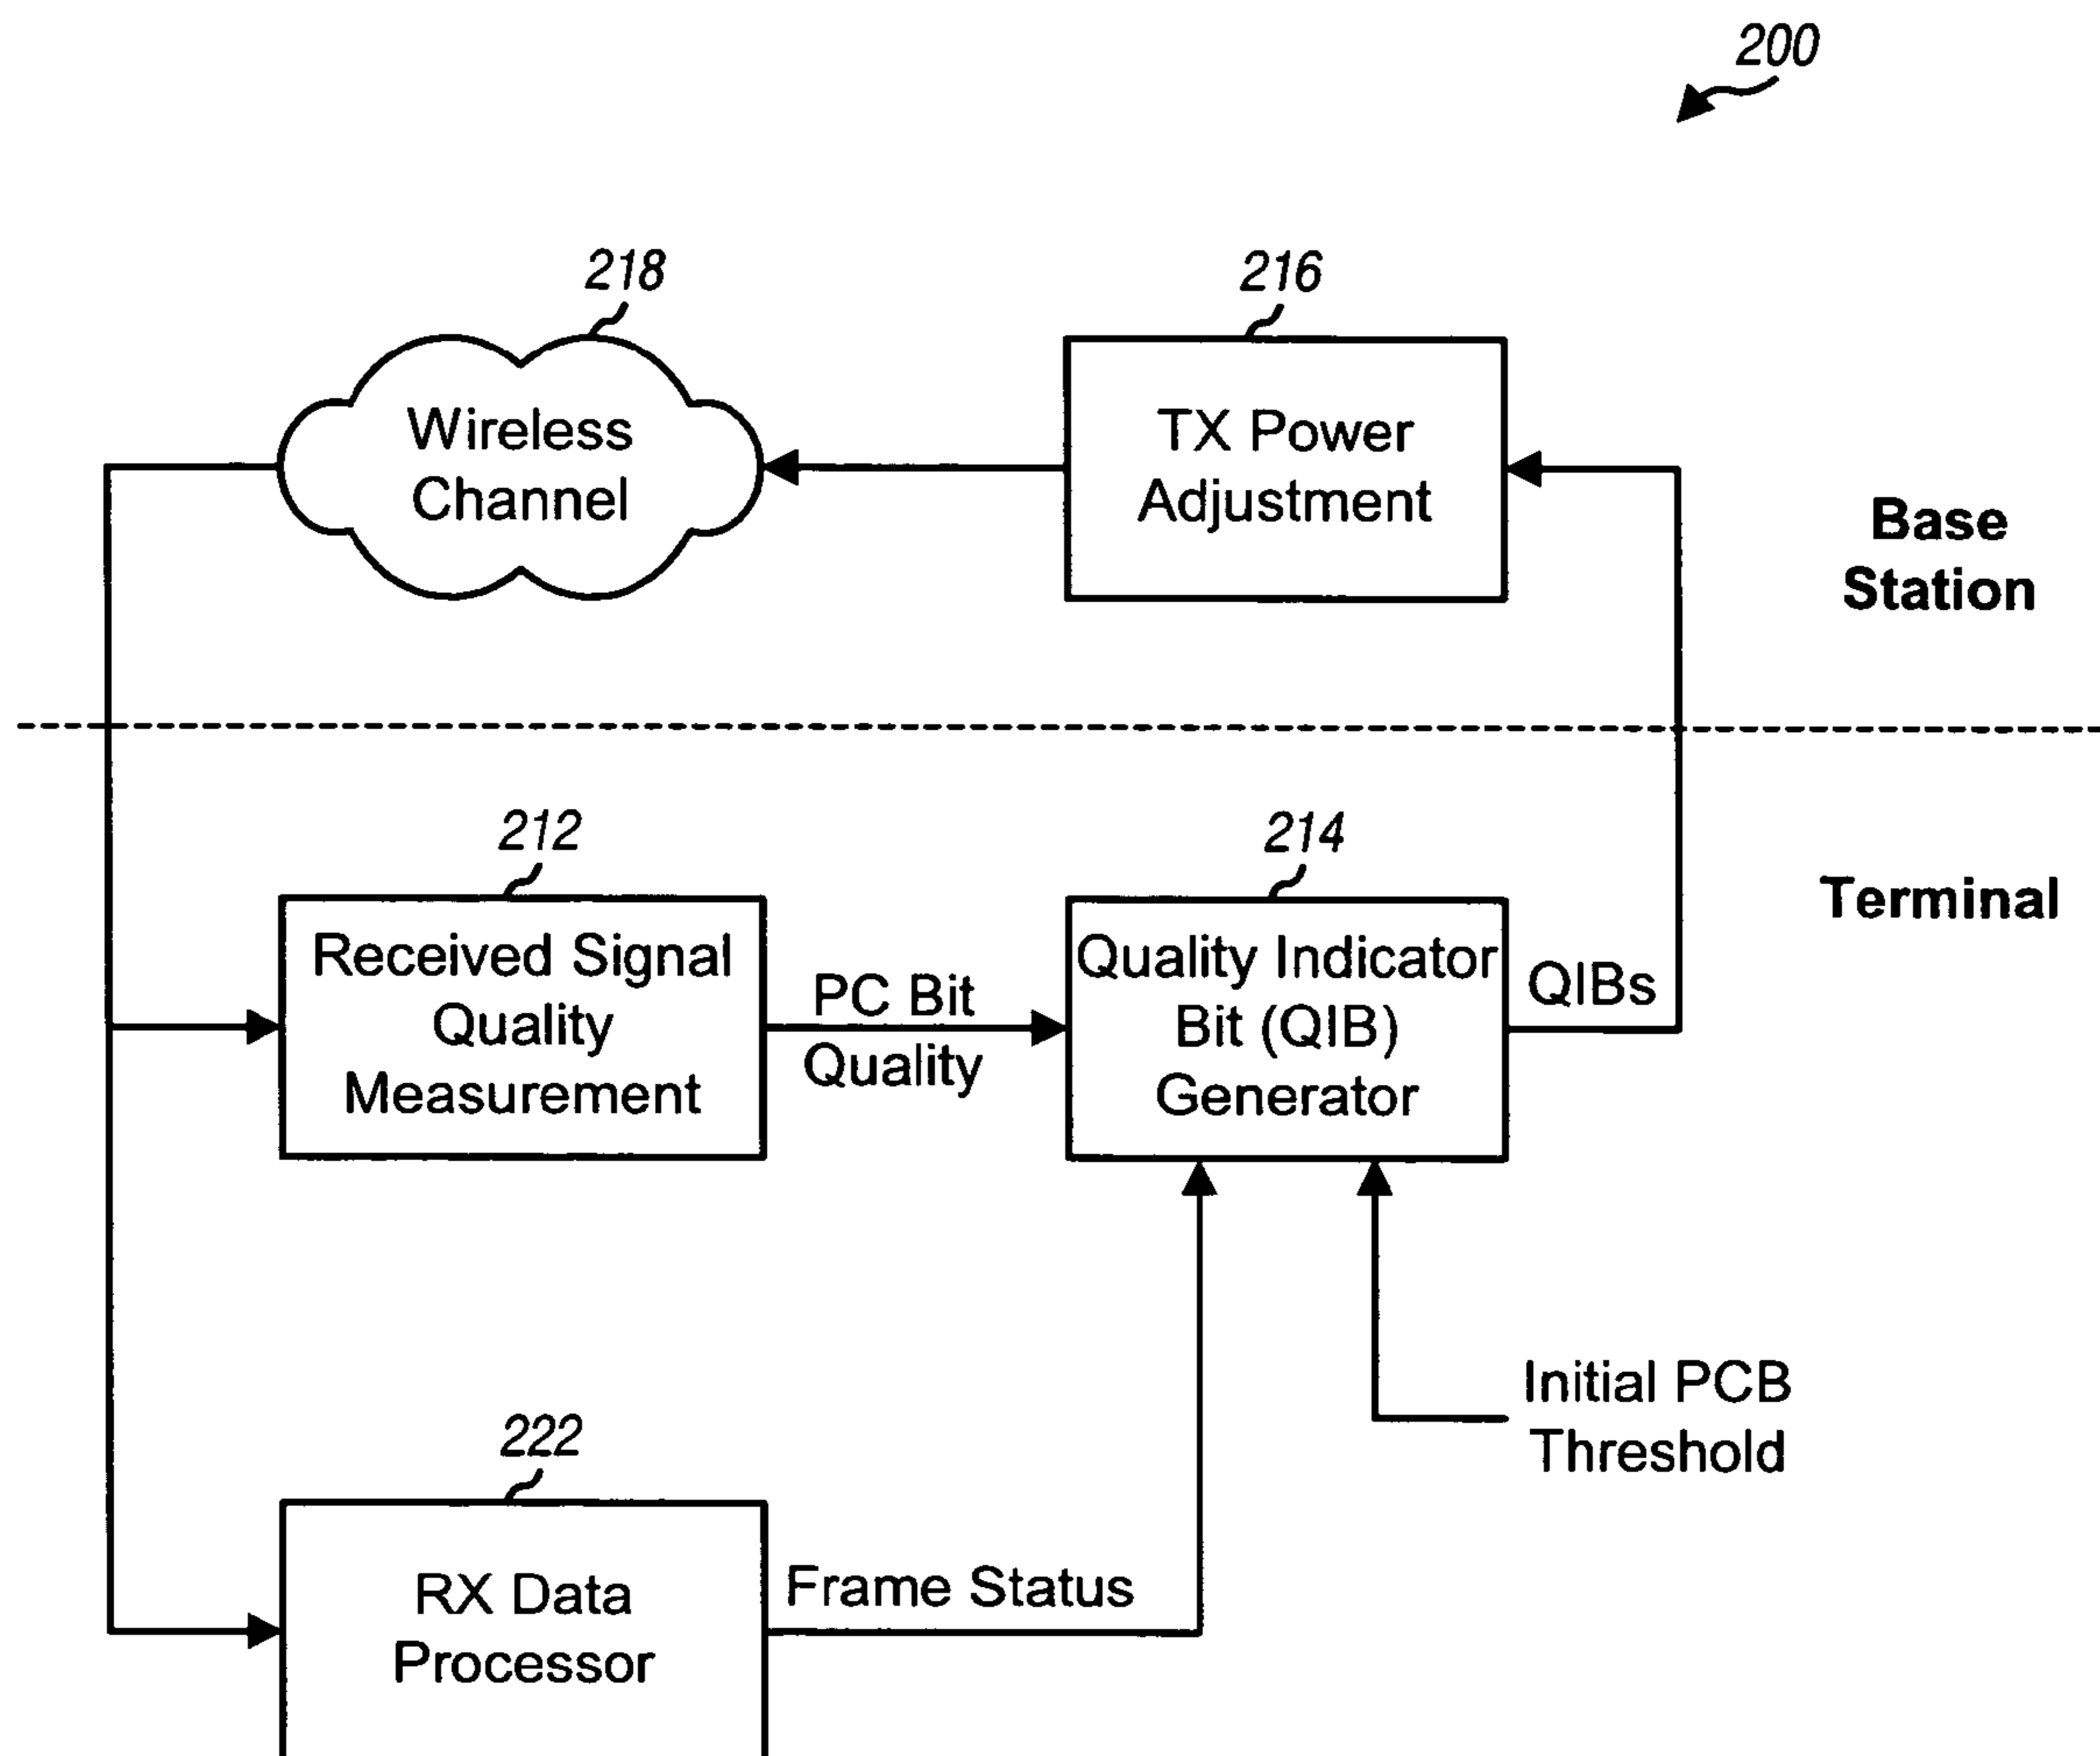 200
218
216
Wireless
Channel
TX Power
Adjustment
Base
Station
212
214
Terminal
Received Signal
Quality
Measurement
PC Bit
Quality
Quality Indicator
Bit (QIB)
Generator
QIBs
Initial PCB
Threshold
222
RX Data
Processor
Frame Status